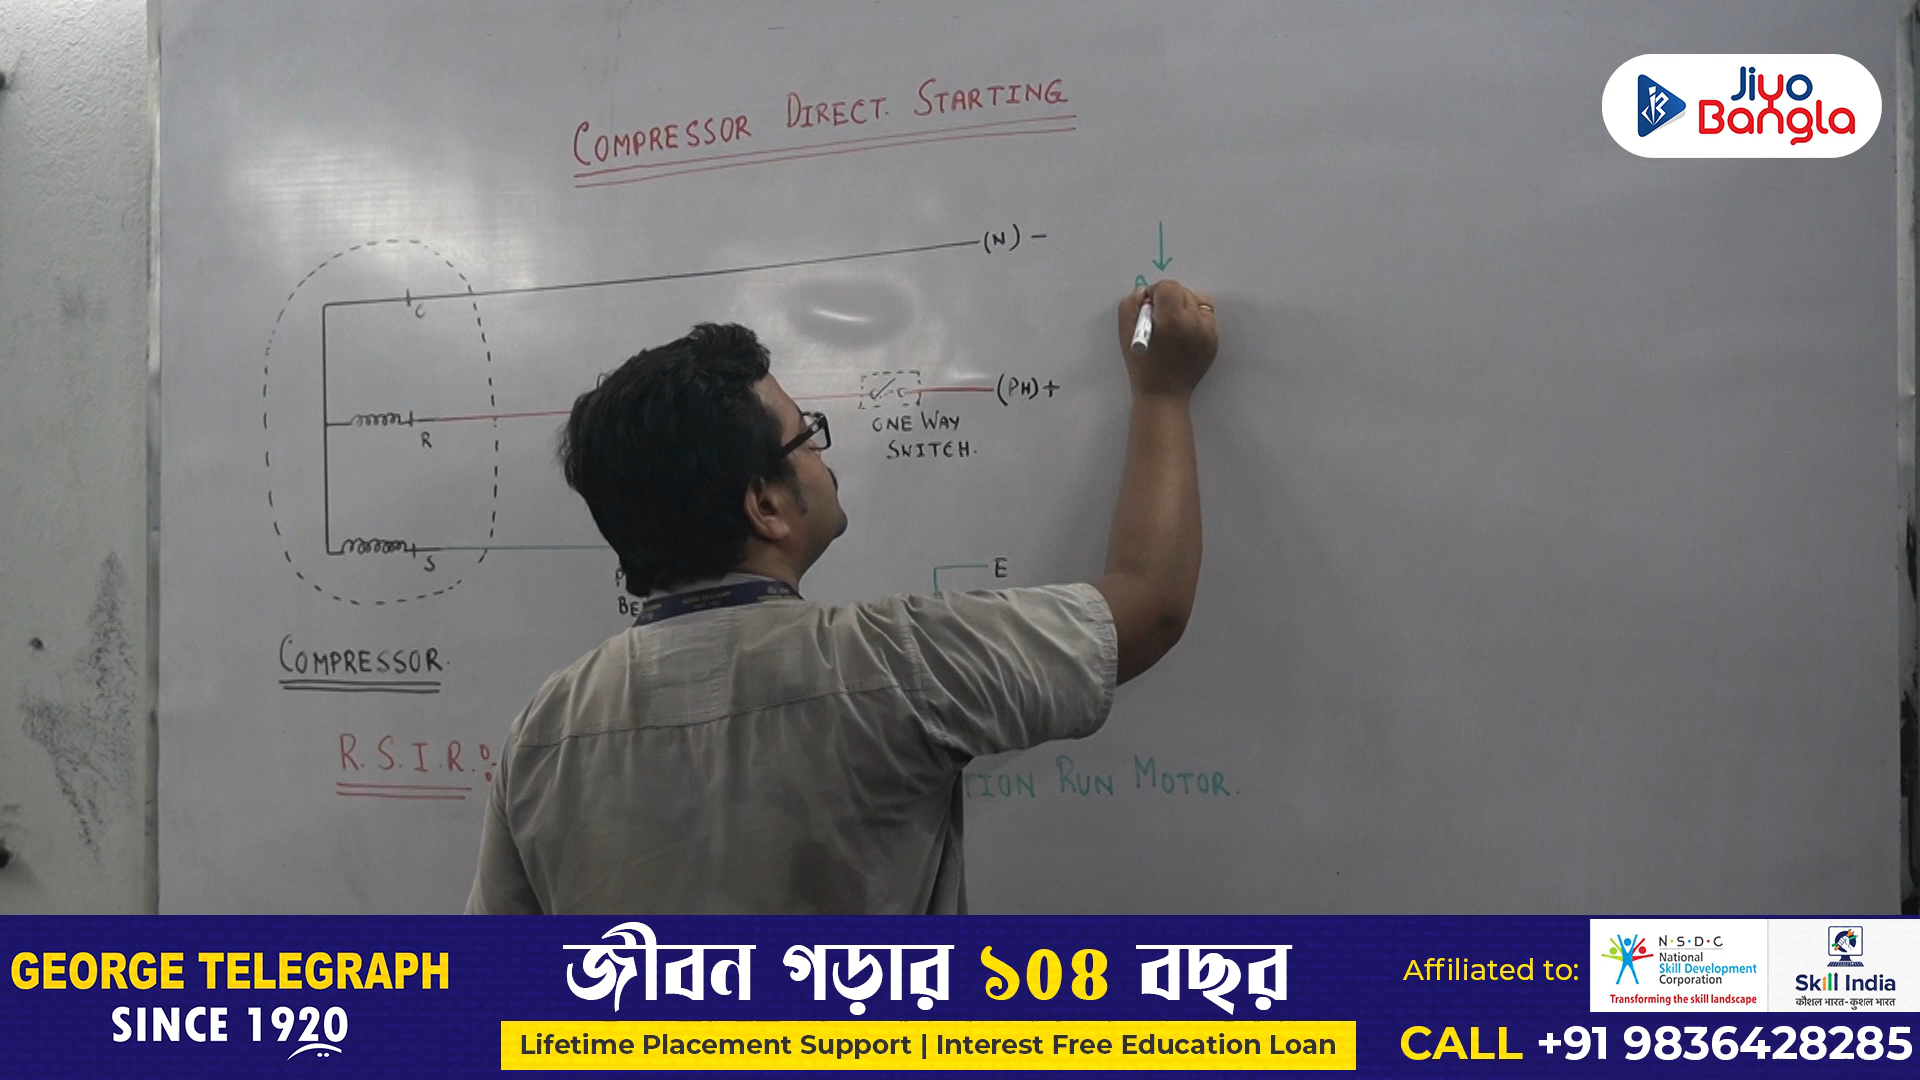 Jiyo
Bangla
COMPRESSOR DIRECT. STARTING
(N) -
C
(PH) +
ONE WAY
SWITCH.
R
S
E
BE
COMPRESSOR.
R. S. I. R.:-
TION RUN MOTOR.
A
GEORGE TELEGRAPH
SINCE 1920
জীবন গড়ার ১০৪ বছর
Lifetime Placement Support | Interest Free Education Loan
Affiliated to:
N·S·D·C
National
Skill Development
Corporation
Transforming the skill landscape
Skill India
कौशल भारत-कुशल भारत
CALL +91 9836428285